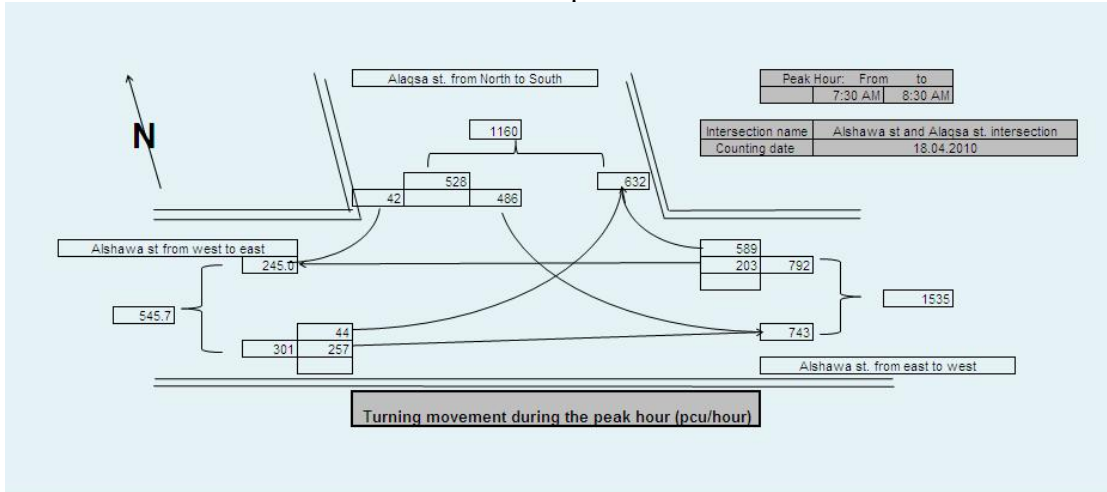 Alaqsa st. from North to South
Peak Hour: From to
7:30 AM 8:30 AM
N
1160
Intersection name Alshawa st and Alaqsa st. intersection
Counting date 18.04.2010
528 632
42 486
Alshawa st from west to east 589
245.0 203 792
1535
545.7
44 743
301 257
Alshawa st. from east to west
Turning movement during the peak hour (pcu/hour)